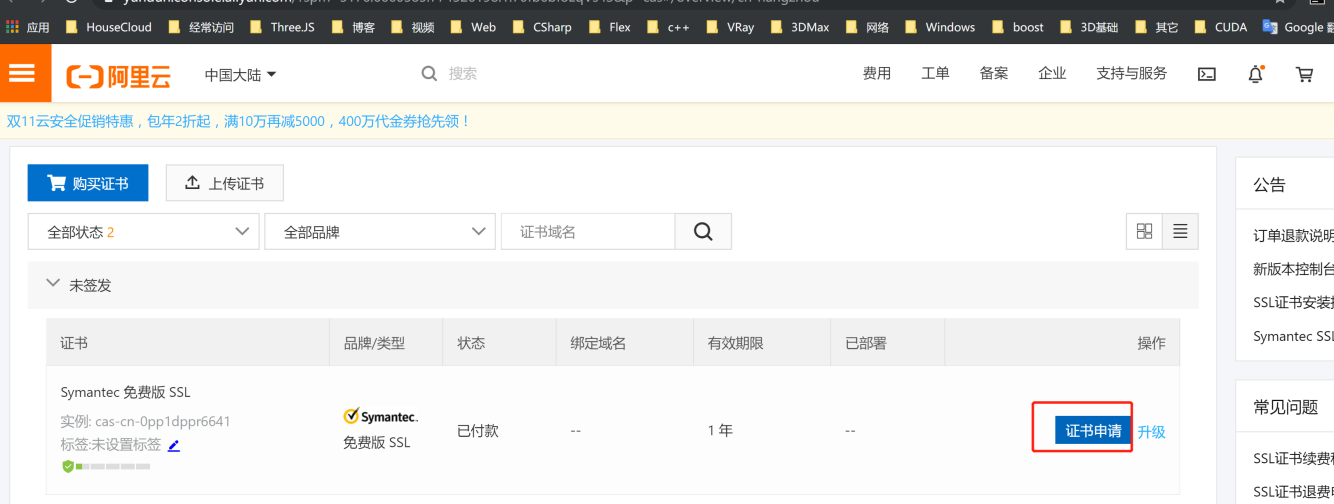 应用 HouseCloud 经常访问 Three.JS 博客 视频 Web CSharp Flex c++ VRay 3DMax 网络 Windows boost 3D基础 其它 CUDA Google 翻
阿里云 中国大陆 搜索 费用 工单 备案 企业 支持与服务
双11云安全促销特惠，包年2折起，满10万再减5000，400万代金券抢先领！
购买证书 上传证书
全部状态 2 全部品牌 证书域名
未签发
证书 品牌/类型 状态 绑定域名 有效期限 已部署 操作
Symantec 免费版 SSL
实例: cas-cn-0pp1dppr6641
标签:未设置标签
Symantec.
免费版 SSL
已付款 -- 1 年 -- 证书申请 升级
公告
订单退款说明
新版本控制台
SSL证书安装
Symantec SSL
常见问题
SSL证书续费
SSL证书退费